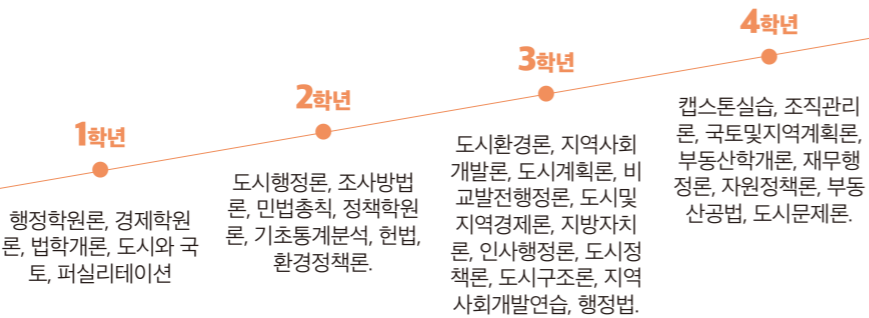 1학년
행정학원론, 경제학원
론, 법학개론, 도시와 국
토, 퍼실리테이션
2학년
도시행정론, 조사방법
론, 민법총칙, 정책학원
론, 기초통계분석, 헌법,
환경정책론.
3학년
도시환경론, 지역사회
개발론, 도시계획론, 비
교발전행정론, 도시및
지역경제론, 지방자치
론, 인사행정론, 도시정
책론, 도시구조론, 지역
사회개발연습, 행정법.
4학년
캡스톤실습, 조직관리
론, 국토및지역계획론,
부동산학개론, 재무행
정론, 자원정책론, 부동
산공법, 도시문제론.